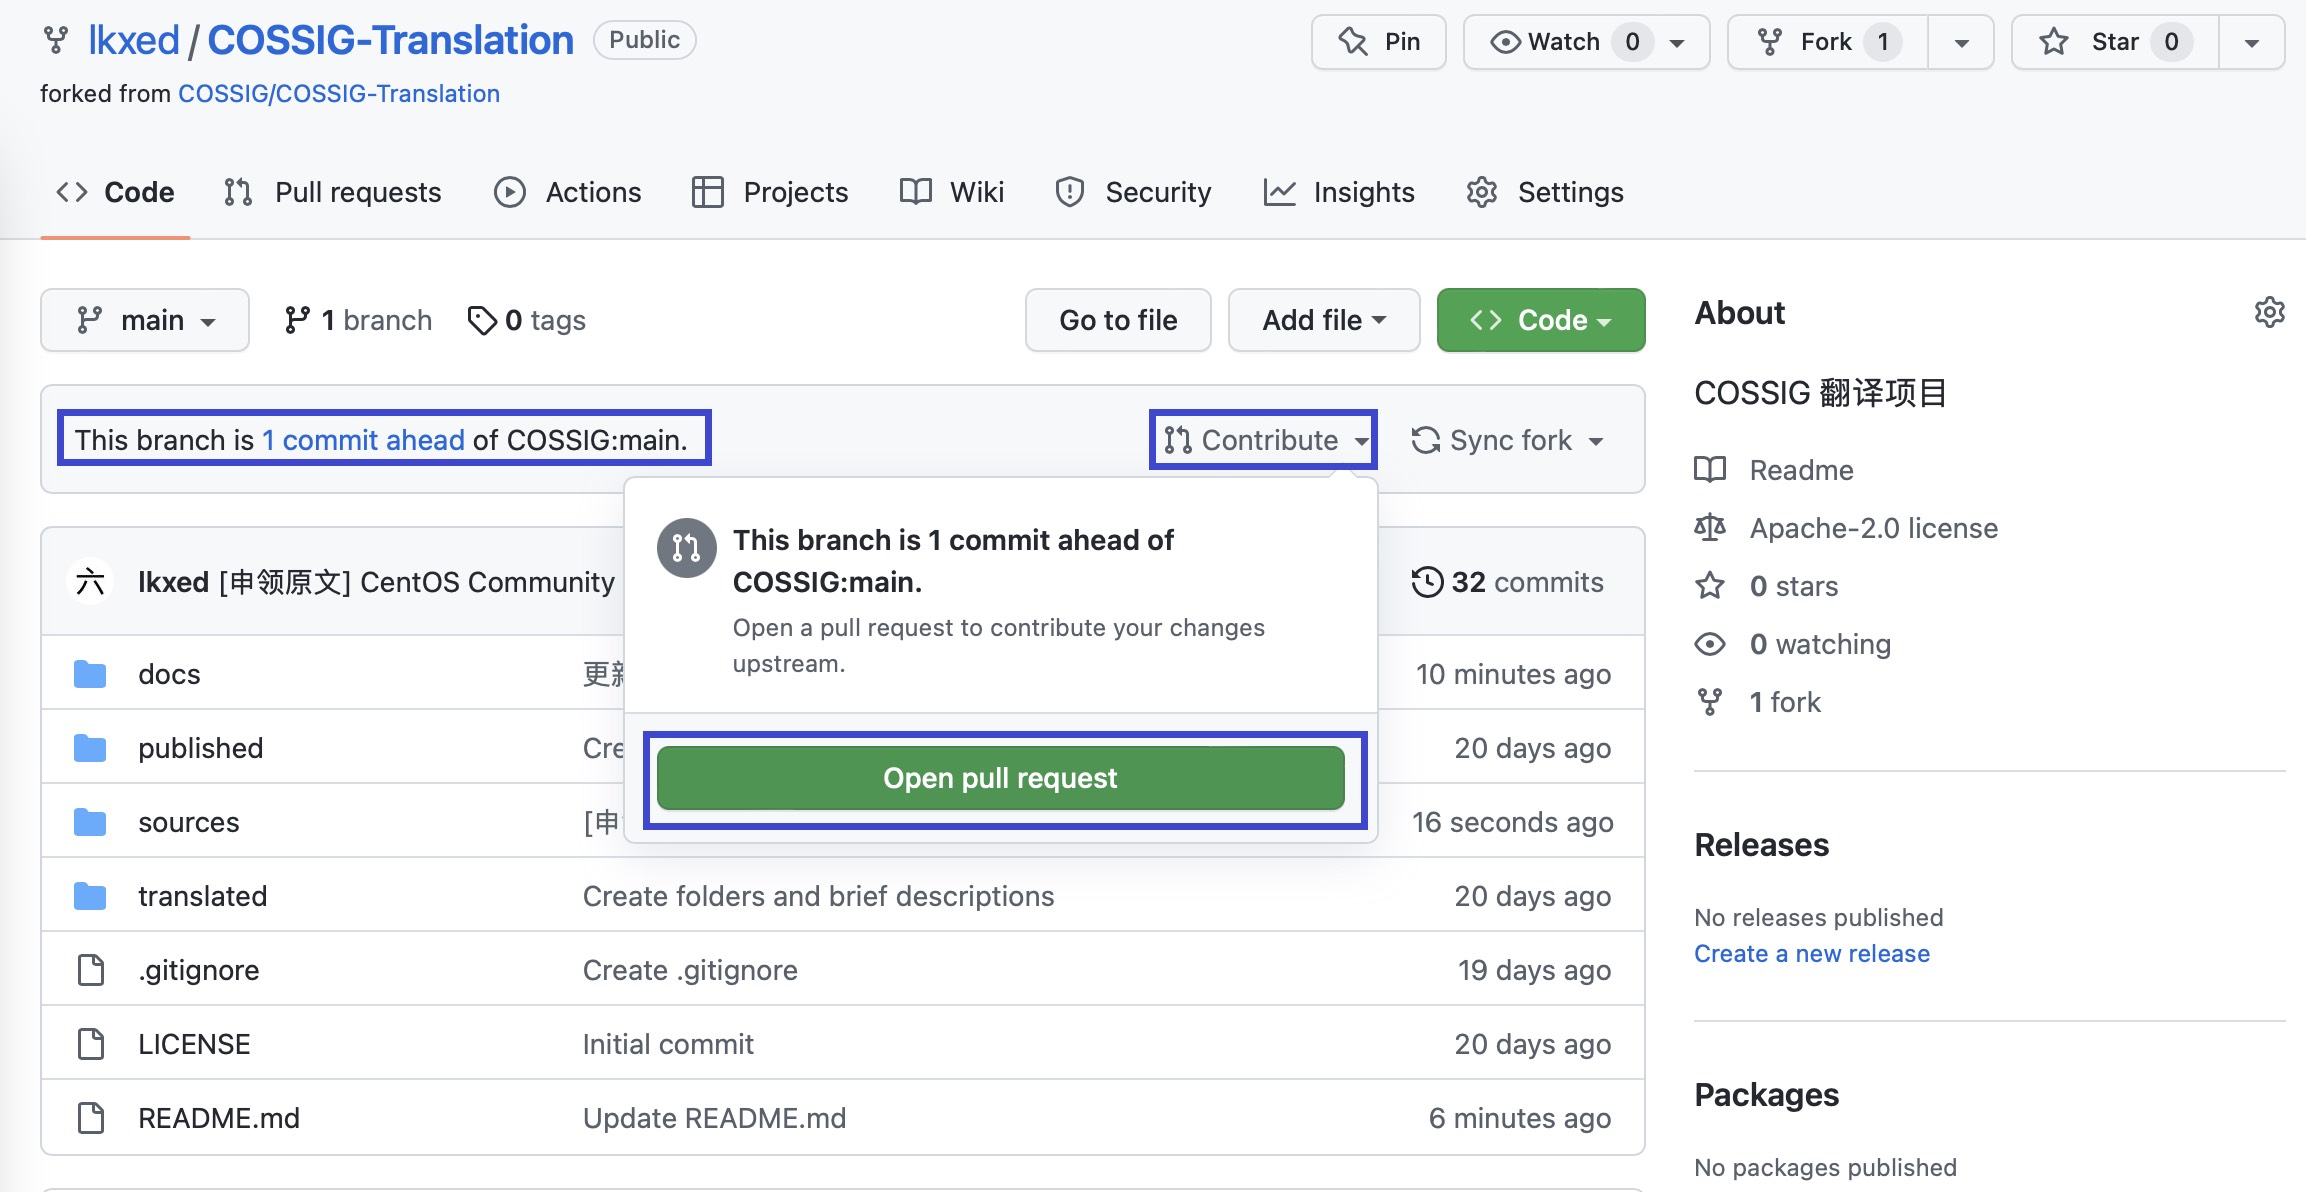 lkxed / COSSIG-Translation Public
Pin
Watch 0
Fork 1
Star 0
forked from COSSIG/COSSIG-Translation
Code
Pull requests
Actions
Projects
Wiki
Security
Insights
Settings
main
1 branch
0 tags
Go to file
Add file
Code
This branch is 1 commit ahead of COSSIG:main.
Contribute
Sync fork
This branch is 1 commit ahead of
COSSIG:main.
Open a pull request to contribute your changes
upstream.
Open pull request
六 lkxed [申领原文] CentOS Community
32 commits
docs 更 10 minutes ago
published Cre 20 days ago
sources [申 16 seconds ago
translated Create folders and brief descriptions 20 days ago
.gitignore Create .gitignore 19 days ago
LICENSE Initial commit 20 days ago
README.md Update README.md 6 minutes ago
About
COSSIG 翻译项目
Readme
Apache-2.0 license
0 stars
0 watching
1 fork
Releases
No releases published
Create a new release
Packages
No packages published